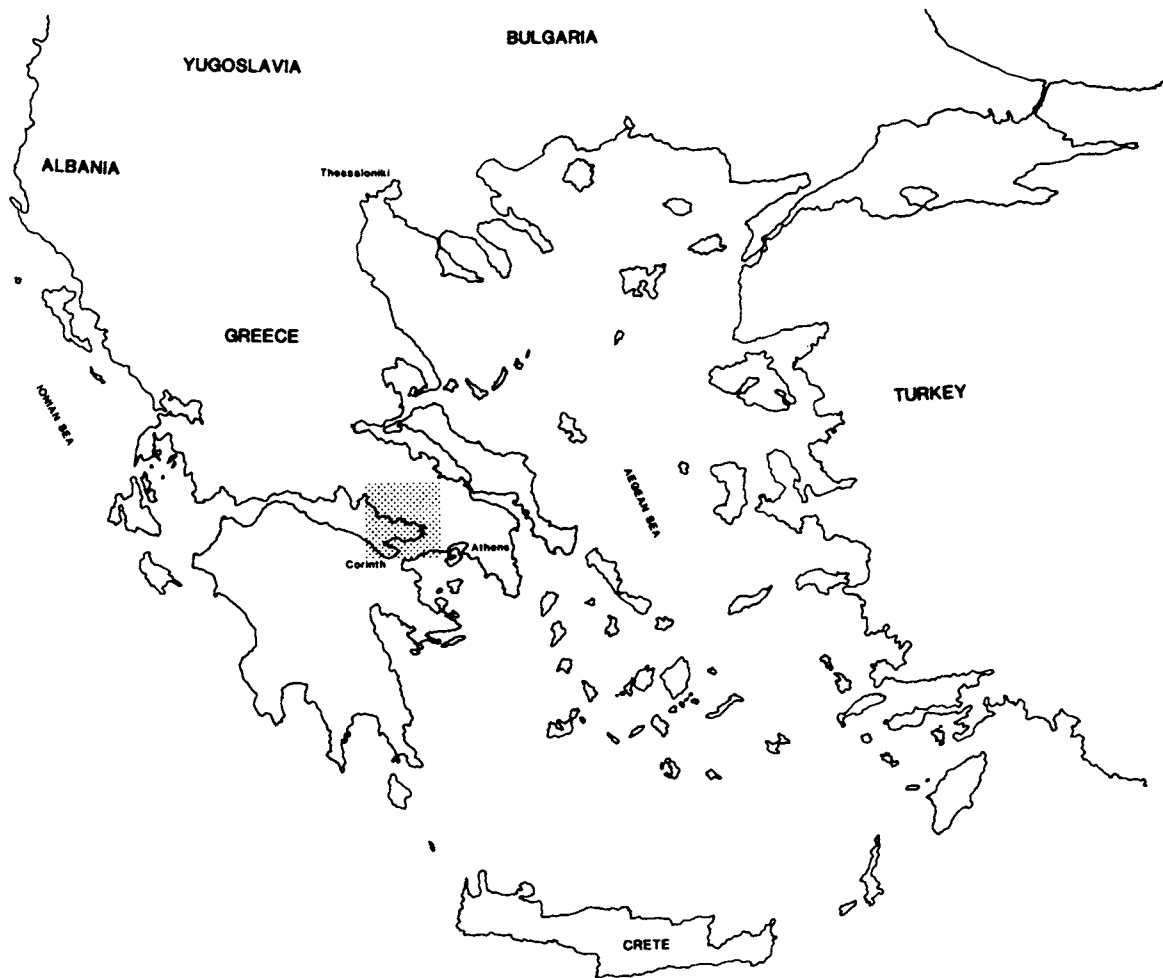 BULGARIA
YUGOSLAVIA
ALBANIA
Thessaloniki
GREECE
TURKEY
IONIAN SEA
AEGEAN SEA
Athens
Corinth
CRETE